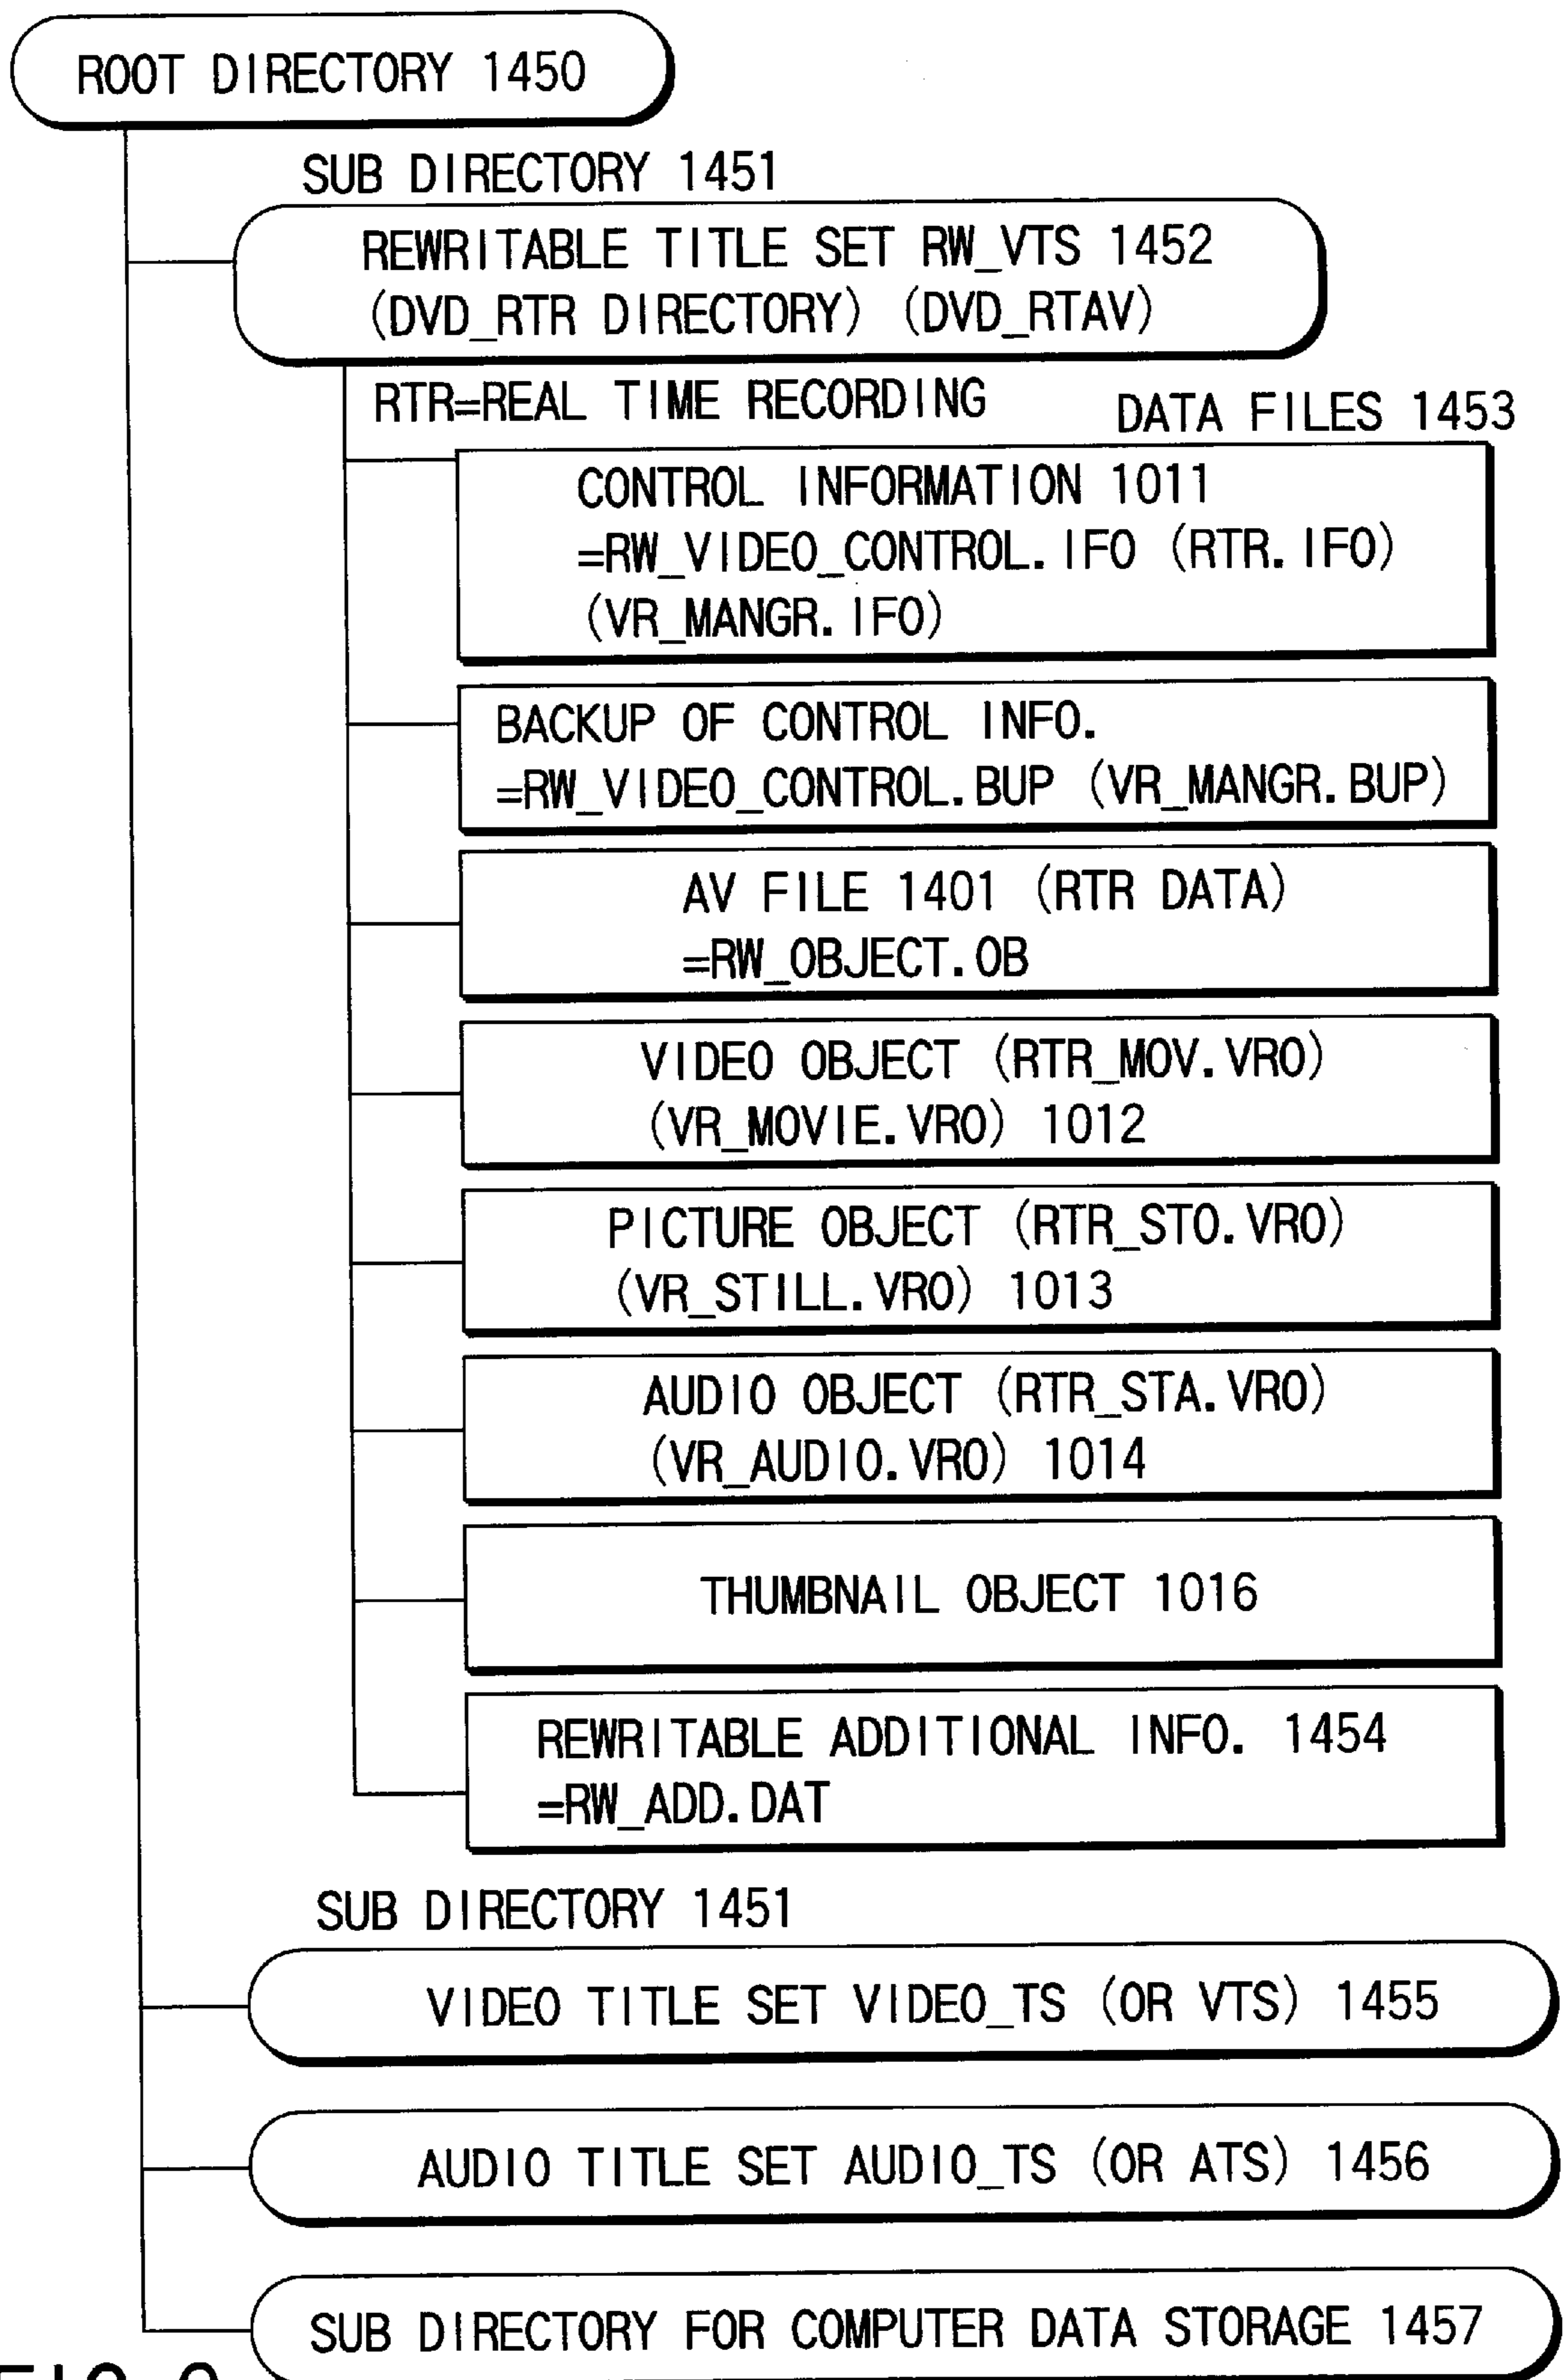 ROOT DIRECTORY 1450
SUB DIRECTORY 1451
REWRITABLE TITLE SET RW_VTS 1452
(DVD_RTR DIRECTORY) (DVD_RTAV)
RTR=REAL TIME RECORDING
DATA FILES 1453
CONTROL INFORMATION 1011
=RW_VIDEO_CONTROL.IFO (RTR.IFO)
(VR_MANGR.IFO)
BACKUP OF CONTROL INFO.
=RW_VIDEO_CONTROL.BUP (VR_MANGR.BUP)
AV FILE 1401 (RTR DATA)
=RW_OBJECT.OB
VIDEO OBJECT (RTR_MOV.VRO)
(VR_MOVIE.VRO) 1012
PICTURE OBJECT (RTR_STO.VRO)
(VR_STILL.VRO) 1013
AUDIO OBJECT (RTR_STA.VRO)
(VR_AUDIO.VRO) 1014
THUMBNAIL OBJECT 1016
REWRITABLE ADDITIONAL INFO. 1454
=RW_ADD.DAT
SUB DIRECTORY 1451
VIDEO TITLE SET VIDEO_TS (OR VTS) 1455
AUDIO TITLE SET AUDIO_TS (OR ATS) 1456
SUB DIRECTORY FOR COMPUTER DATA STORAGE 1457